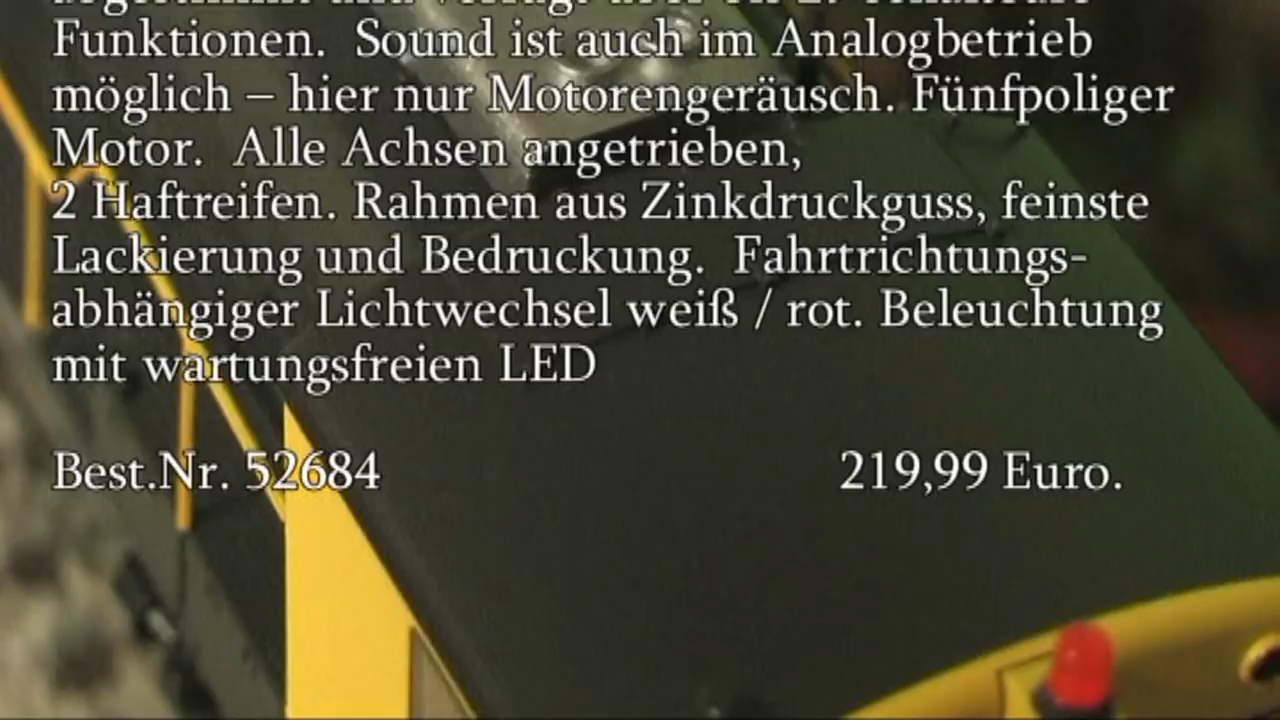 Funktionen. Sound ist auch im Analogbetrieb
möglich – hier nur Motorengeräusch. Fünfpoliger
Motor. Alle Achsen angetrieben,
2 Haftreifen. Rahmen aus Zinkdruckguss, feinste
Lackierung und Bedruckung. Fahrtrichtungs-
abhängiger Lichtwechsel weiß / rot. Beleuchtung
mit wartungsfreien LED
Best.Nr. 52684 219,99 Euro.